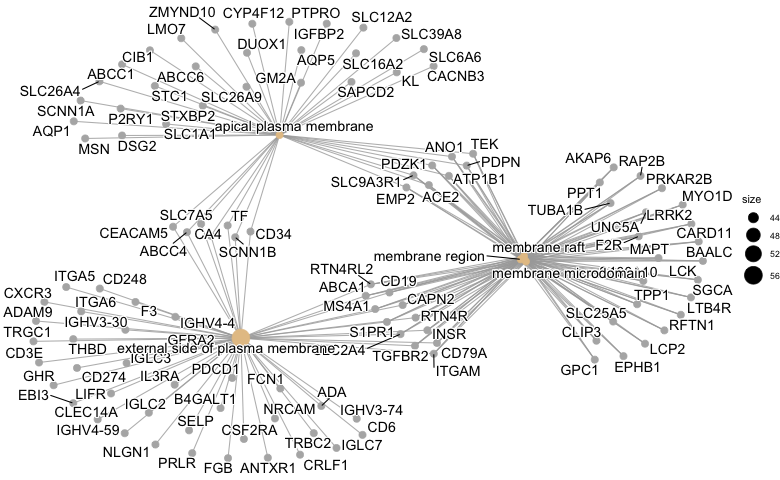 ZMYND10
CYP4F12
PTPRO
SLC12A2
LMO7
IGFBP2
SLC39A8
DUOX1
CIB1
AQP5
SLC16A2
SLC6A6
ABCC1
ABCC6
GM2A
KL
CACNB3
SLC26A4
STC1
SLC26A9
SAPCD2
SCNN1A
P2RY1
STXBP2
AQP1
SLC1A1
apical plasma membrane
MSN
DSG2
ANO1
TEK
PDZK1
PDPN
SLC9A3R1
ATP1B1
EMP2
ACE2
AKAP6
RAP2B
PPT1
PRKAR2B
TUBA1B
MYO1D
LRRK2
UNC5A
CARD11
F2R
MAPT
BAALC
membrane raft
membrane region
membrane microdomain
LCK
TPP1
SGCA
LTB4R
SLC25A5
RFTN1
CLIP3
LCP2
GPC1
EPHB1
SLC7A5
TF
CEACAM5
CA4
CD34
ABCC4
SCNN1B
RTN4RL2
ABCA1
CD19
MS4A1
CAPN2
RTN4R
S1PR1
INSR
TGFBR2
CD79A
ITGAM
ITGA5
CD248
CXCR3
ITGA6
ADAM9
F3
IGHV3-30
IGHV4-4
TRGC1
GFRA2
CD3E
THBD
external side of plasma membrane
IGLC3
GHR
CD274
IL3RA
PDCD1
FCN1
EBI3
LIFR
ADA
CLEC14A
IGLC2
B4GALT1
NRCAM
IGHV3-74
IGHV4-59
SELP
CSF2RA
CD6
TRBC2
IGLC7
NLGN1
PRLR
FGB
ANTXR1
CRLF1
size
44
48
52
56